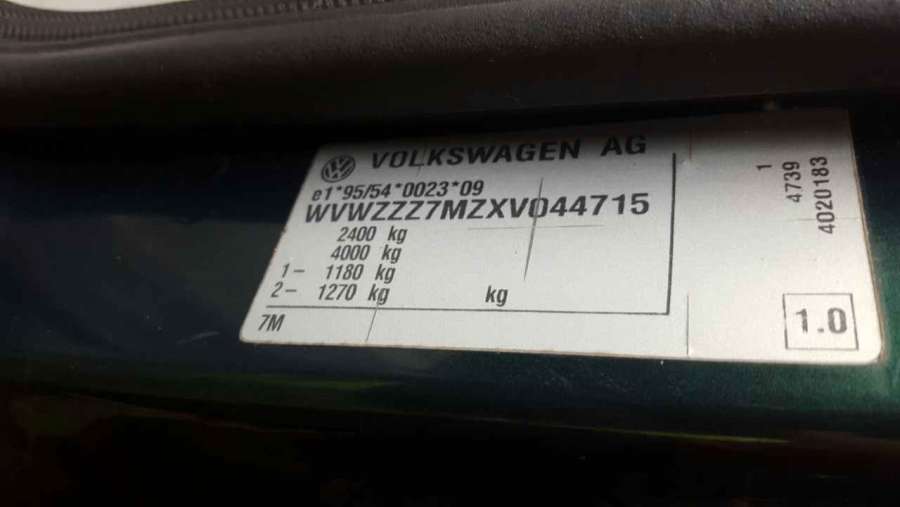 VW VOLKSWAGEN AG
e1*95/54*0023*09
WVWZZZ7MZXV044715
2400 kg
4000 kg
1- 1180 kg
2- 1270 kg kg
7M
1
4739
4020183
1.0